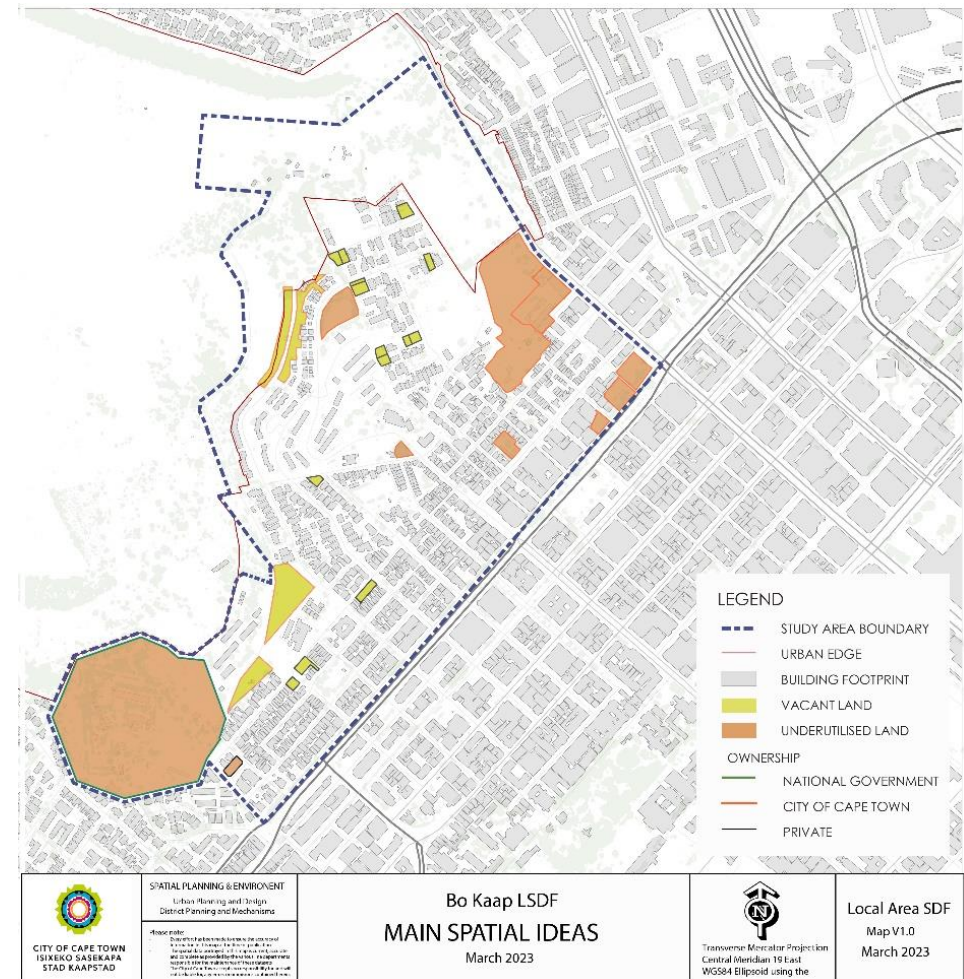 LEGEND
STUDY AREA BOUNDARY
URBAN EDGE
BUILDING FOOTPRINT
VACANT LAND
UNDERUTILISED LAND
OWNERSHIP
NATIONAL GOVERNMENT
CITY OF CAPE TOWN
PRIVATE
CITY OF CAPE TOWN
ISIXEKO SASEKAPA
STAD KAAPSTAD
SPATIAL PLANNING & ENVIRONMENT
Urban Planning and Design
District Planning and Mechanisms
Please note:
Bo Kaap LSDF
MAIN SPATIAL IDEAS
March 2023
N
Transverse Mercator Projection
Central Meridian 19 East
WGS84 Ellipsoid using the
Local Area SDF
Map V1.0
March 2023